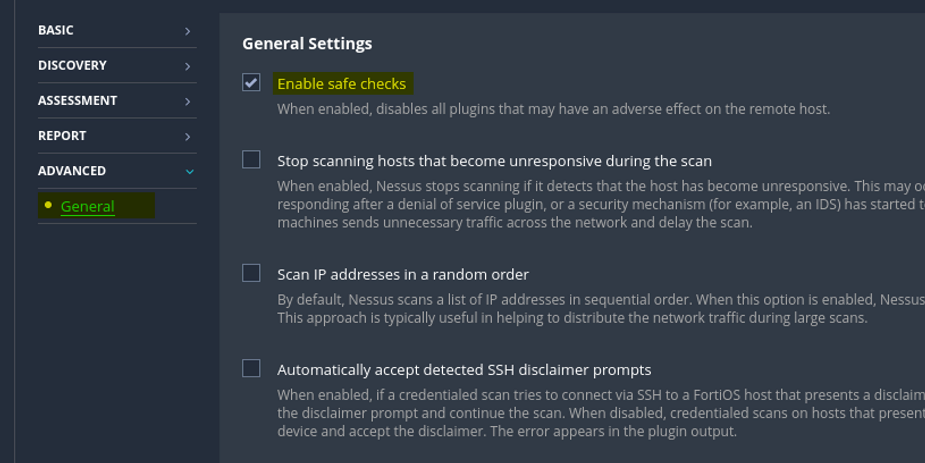 BASIC
DISCOVERY
ASSESSMENT
REPORT
ADVANCED
General
General Settings
Enable safe checks
When enabled, disables all plugins that may have an adverse effect on the remote host.
Stop scanning hosts that become unresponsive during the scan
When enabled, Nessus stops scanning if it detects that the host has become unresponsive. This may
responding after a denial of service plugin, or a security mechanism (for example, an IDS) has started
machines sends unnecessary traffic across the network and delay the scan.
Scan IP addresses in a random order
By default, Nessus scans a list of IP addresses in sequential order. When this option is enabled, Nessus
This approach is typically useful in helping to distribute the network traffic during large scans.
Automatically accept detected SSH disclaimer prompts
When enabled, if a credentialed scan tries to connect via SSH to a FortiOS host that presents a
the disclaimer prompt and continue the scan. When disabled, credentialed scans on hosts that
device and accept the disclaimer. The error appears in the plugin output.